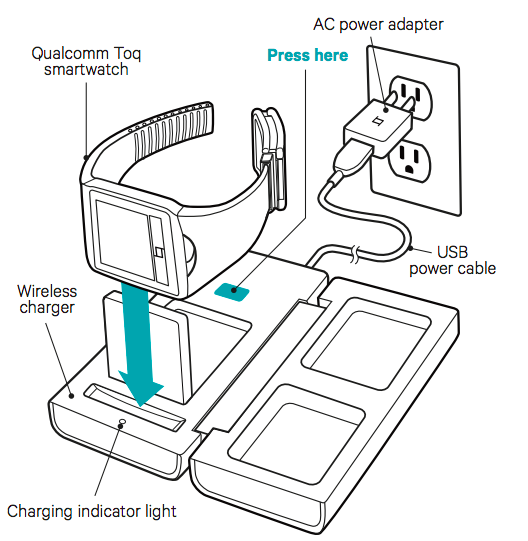 AC power adapter
Qualcomm Toq
smartwatch
Press here
USB
power cable
Wireless
charger
Charging indicator light